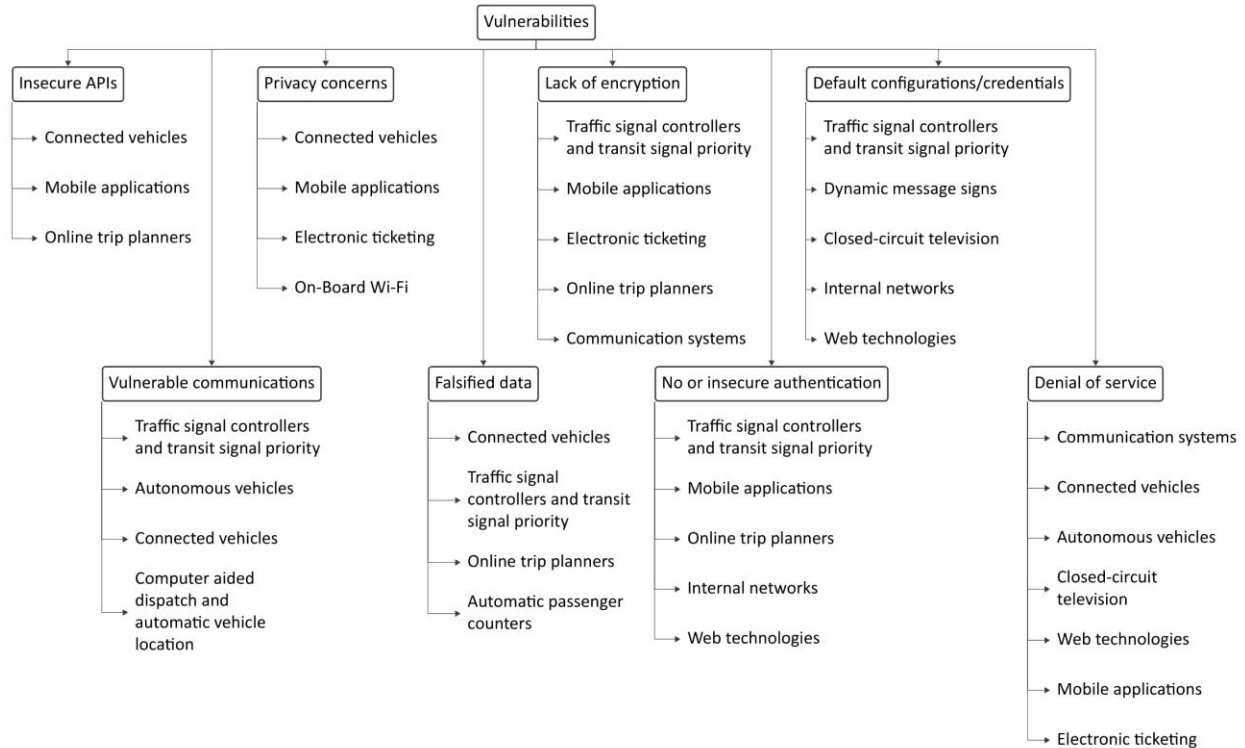 Vulnerabilities
Insecure APIs
Connected vehicles
Mobile applications
Online trip planners
Privacy concerns
Connected vehicles
Mobile applications
Electronic ticketing
On-Board Wi-Fi
Lack of encryption
Traffic signal controllers
and transit signal priority
Mobile applications
Electronic ticketing
Online trip planners
Communication systems
Default configurations/credentials
Traffic signal controllers
and transit signal priority
Dynamic message signs
Closed-circuit television
Internal networks
Web technologies
Vulnerable communications
Traffic signal controllers
and transit signal priority
Autonomous vehicles
Connected vehicles
Computer aided
dispatch and
automatic vehicle
location
Falsified data
Connected vehicles
Traffic signal
controllers and transit
signal priority
Online trip planners
Automatic passenger
counters
No or insecure authentication
Traffic signal controllers
and transit signal priority
Mobile applications
Online trip planners
Internal networks
Web technologies
Denial of service
Communication systems
Connected vehicles
Autonomous vehicles
Closed-circuit
television
Web technologies
Mobile applications
Electronic ticketing